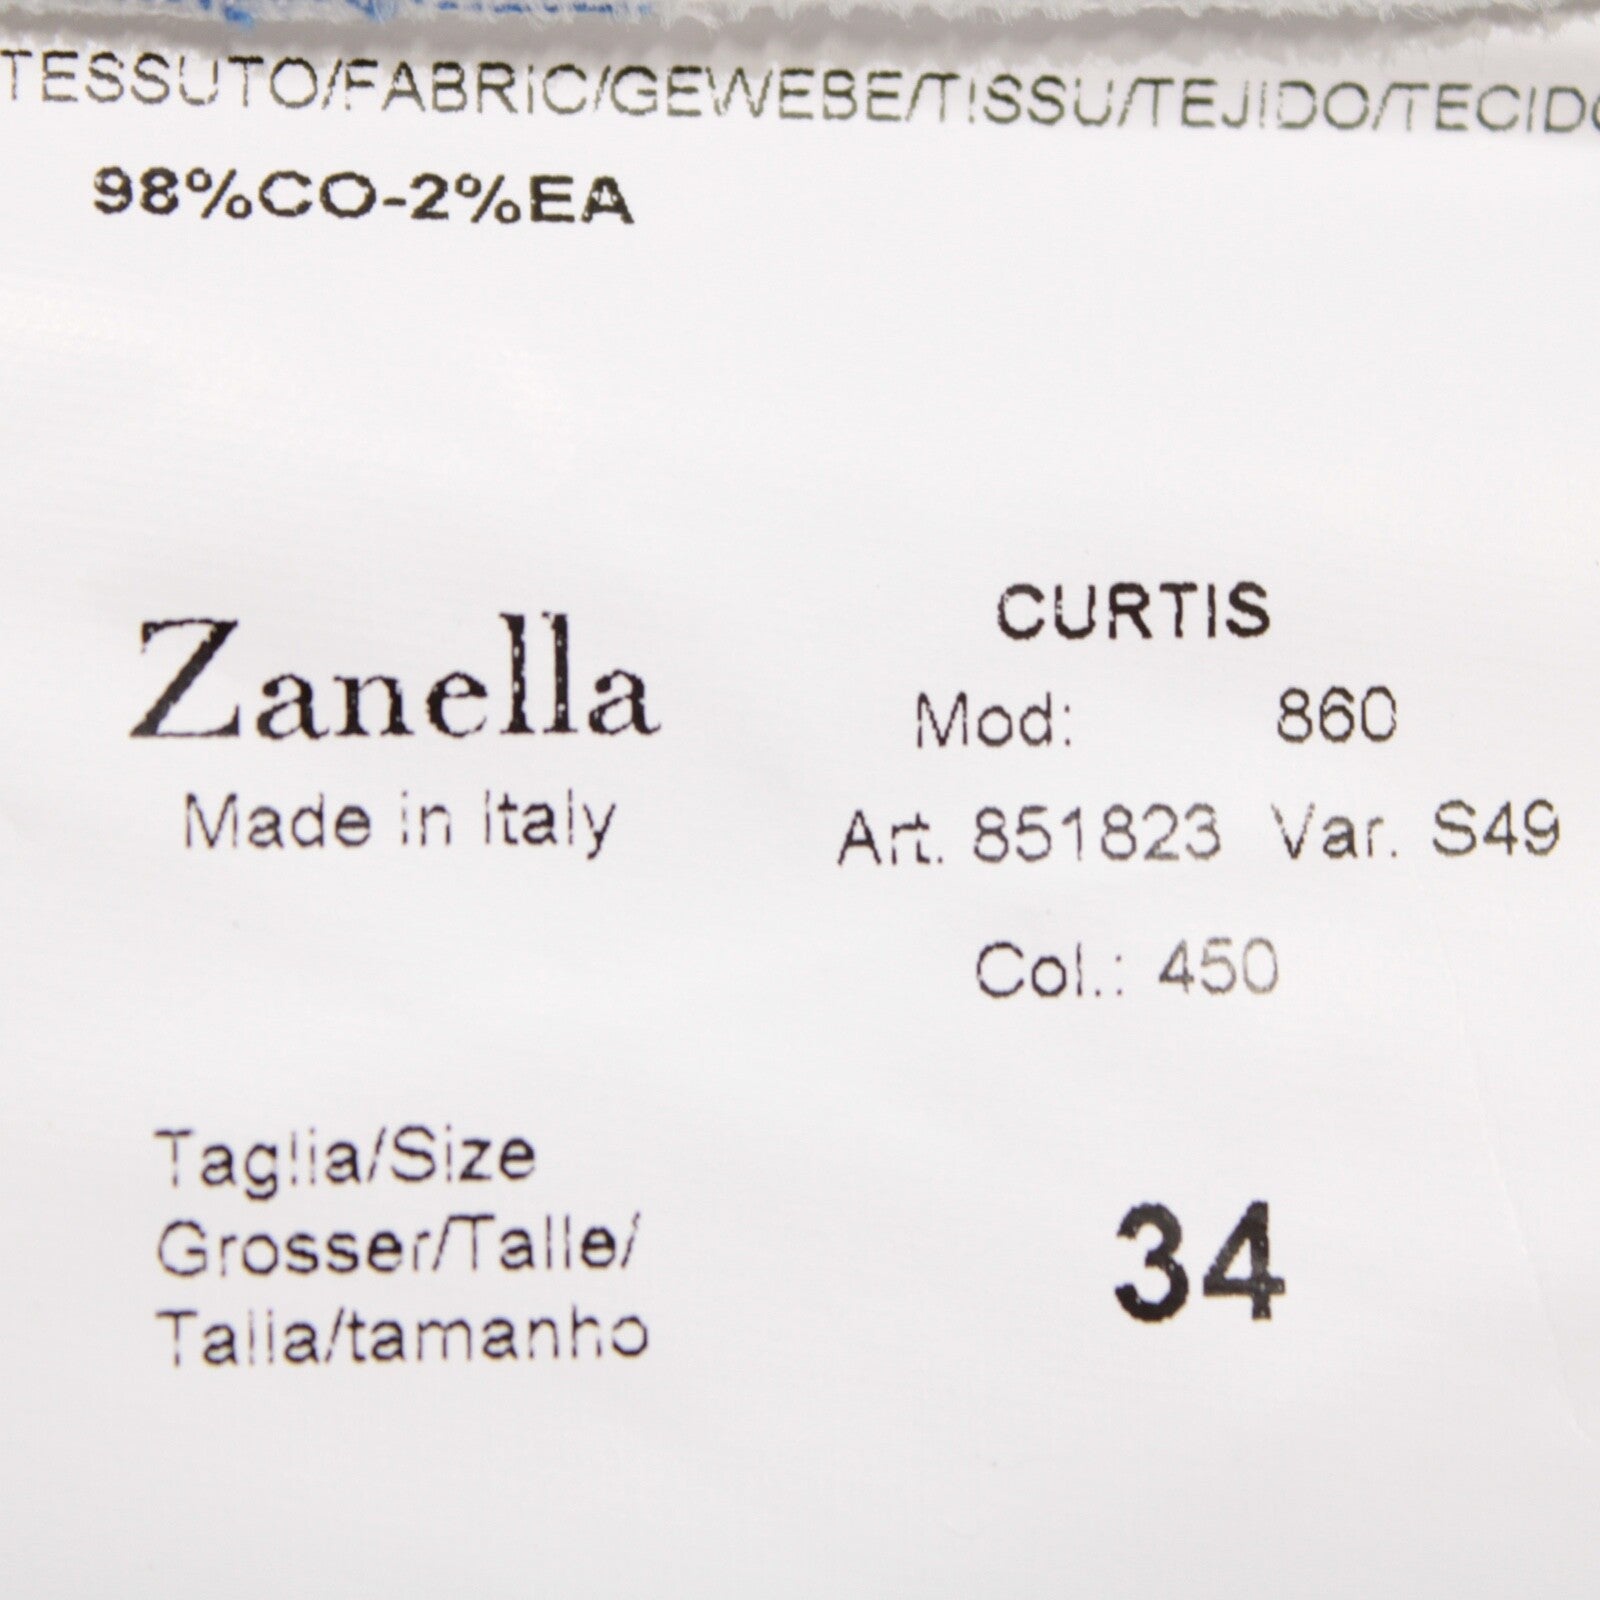 TESSUTO/FABRIC/GEWEBE/TISSU/TEJIDO/TECIDO
98%CO-2%EA
Zanella
Made in Italy
CURTIS
Mod: 860
Art. 851823 Var. S49
Col.: 450
Taglia/Size
Grosser/Talle/
Talla/tamanho
34